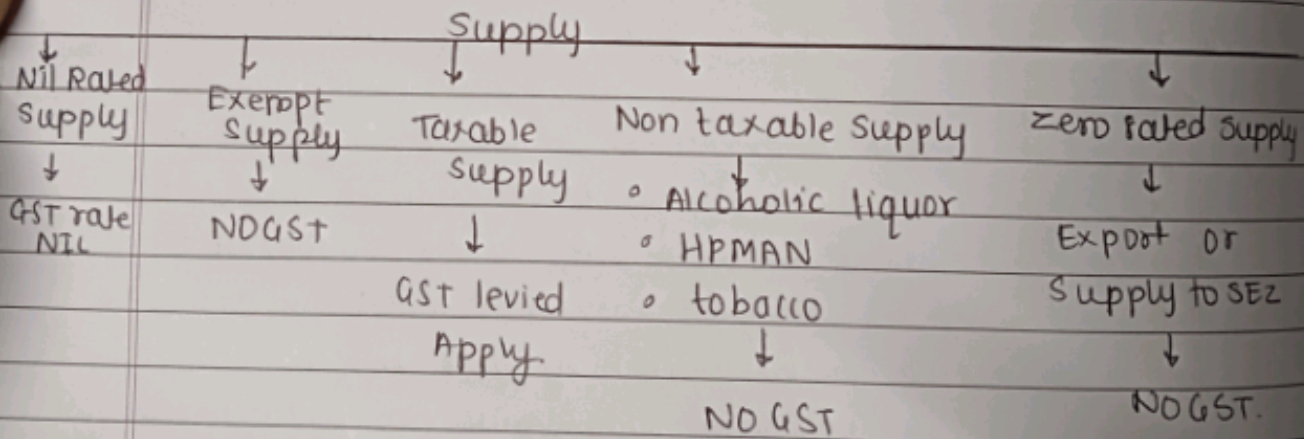 Supply
Nil Rated
Supply
GST rate
NIL
Exempt
Supply
NO GST
Taxable
Supply
GST levied
Apply.
Non taxable supply
• Alcoholic liquor
• HPMAN
• tobacco
NO GST
Zero rated supply
Export or
Supply to SEZ
NO GST.